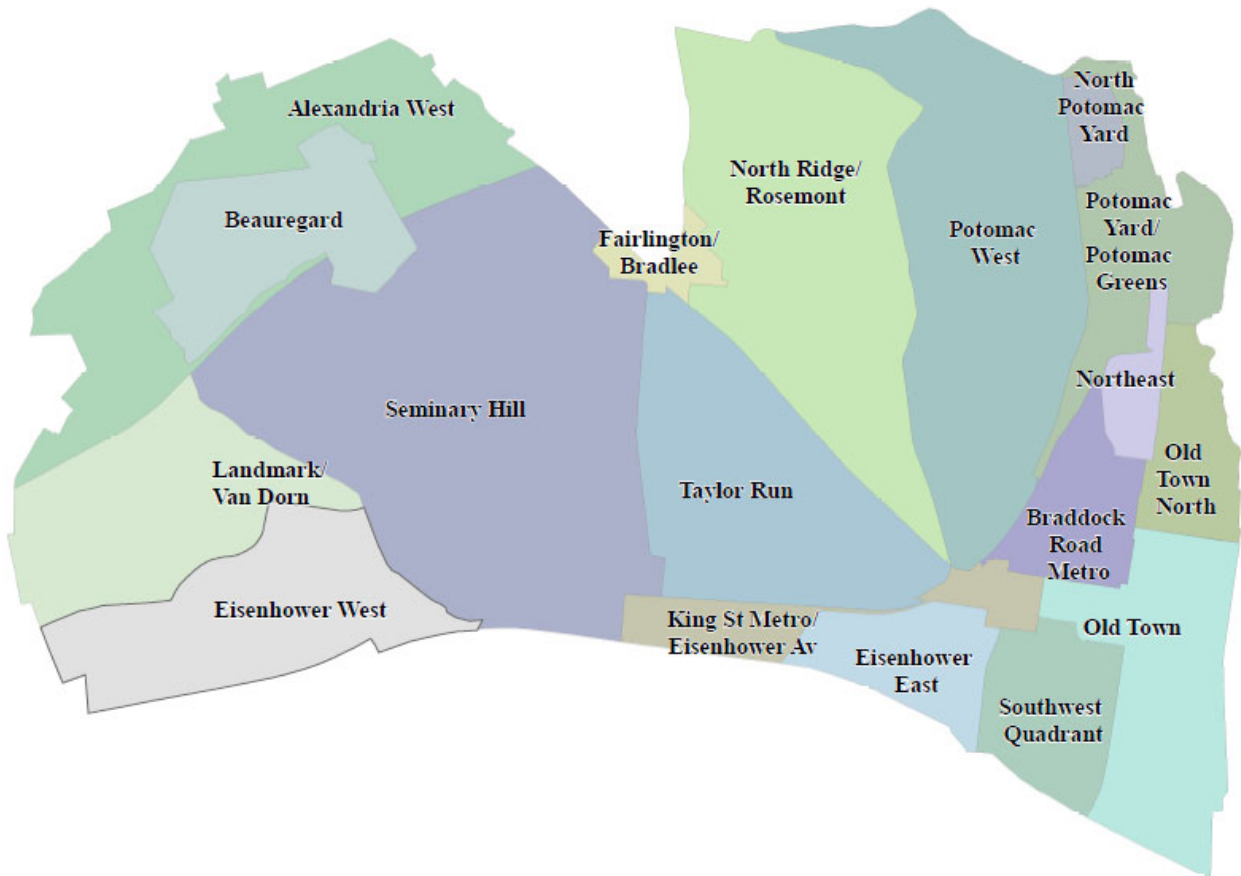 Alexandria West
North
Potomac
Yard
North Ridge/
Rosemont
Beauregard
Potomac
Yard/
Potomac
Greens
Fairlington/
Bradlee
Potomac
West
Northeast
Seminary Hill
Landmark/
Van Dorn
Taylor Run
Old
Town
North
Braddock
Road
Metro
Eisenhower West
King St Metro/
Eisenhower Av
Old Town
Eisenhower
East
Southwest
Quadrant